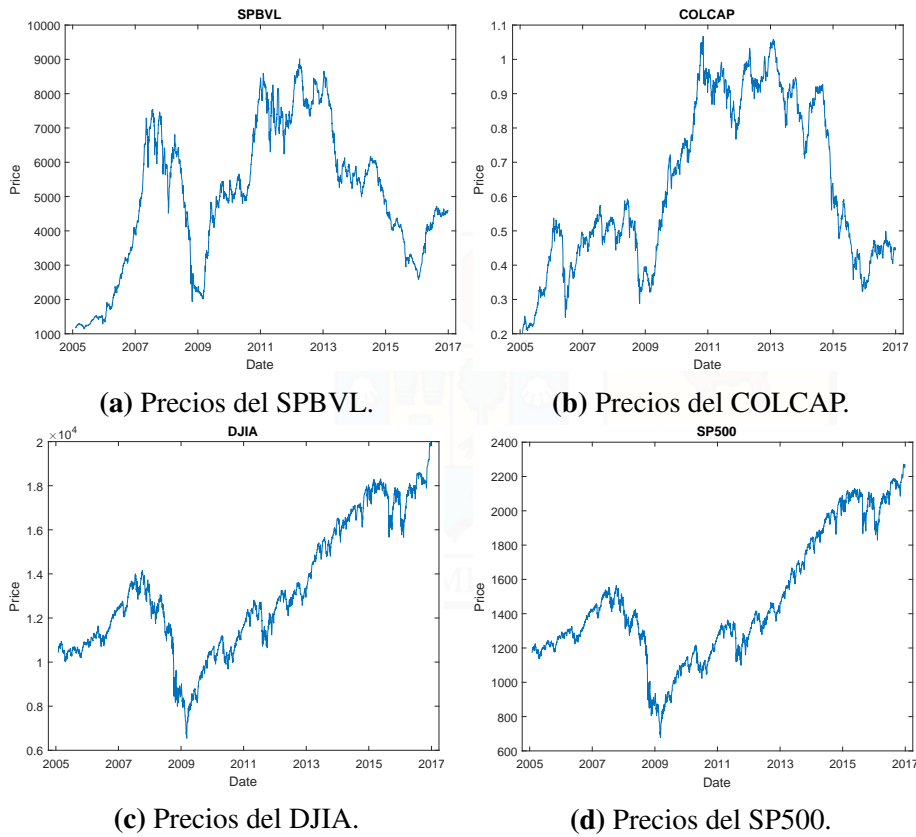 SPBVL
10000
9000
8000
7000
6000
5000
4000
3000
2000
1000
Price
2005 2007 2009 2011 2013 2015 2017
Date
(a) Precios del SPBVL.
COLCAP
1.1
1
0.9
0.8
0.7
0.6
0.5
0.4
0.3
0.2
Price
2005 2007 2009 2011 2013 2015 2017
Date
(b) Precios del COLCAP.
DJIA
×10⁴
2
1.8
1.6
1.4
1.2
1
0.8
0.6
Price
2005 2007 2009 2011 2013 2015 2017
Date
(c) Precios del DJIA.
SP500
2400
2200
2000
1800
1600
1400
1200
1000
800
600
Price
2005 2007 2009 2011 2013 2015 2017
Date
(d) Precios del SP500.